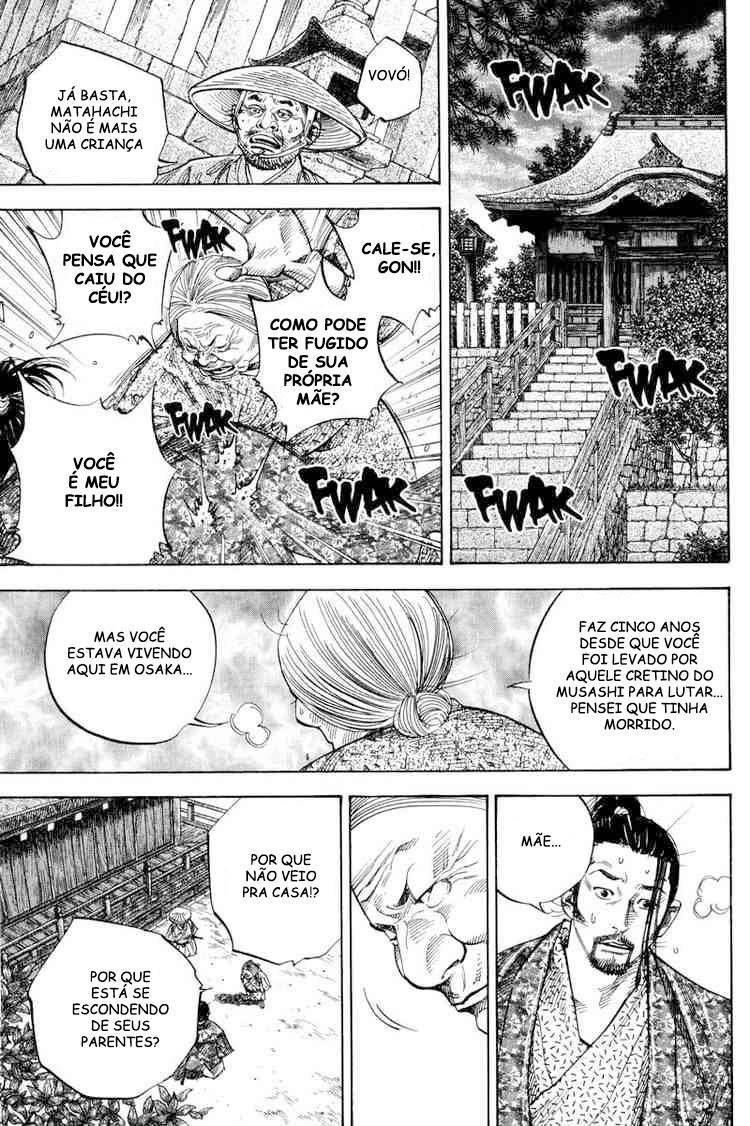 FWAK
FWAK
FWAK
VOVÓ!
JÁ BASTA,
MATAHACHI
NÃO É MAIS
UMA CRIANÇA
CALE-SE,
GON!!
COMO PODE
TER FUGIDO
DE SUA
PRÓPRIA
MÃE?
FWAK
VOCÊ
PENSA QUE
CAIU DO
CÉU!?
FWAK
FWAK
VOCÊ
É MEU
FILHO!!
FAZ CINCO ANOS
DESDE QUE VOCÊ
FOI LEVADO POR
AQUELE CRETINO DO
MUSASHI PARA LUTAR...
PENSEI QUE TINHA
MORRIDO.
MAS VOCÊ
ESTAVA VIVENDO
AQUI EM OSAKA...
MÃE...
POR QUE
NÃO VEIO
PRA CASA!?
POR QUE
ESTÁ SE
ESCONDENDO
DE SEUS
PARENTES?